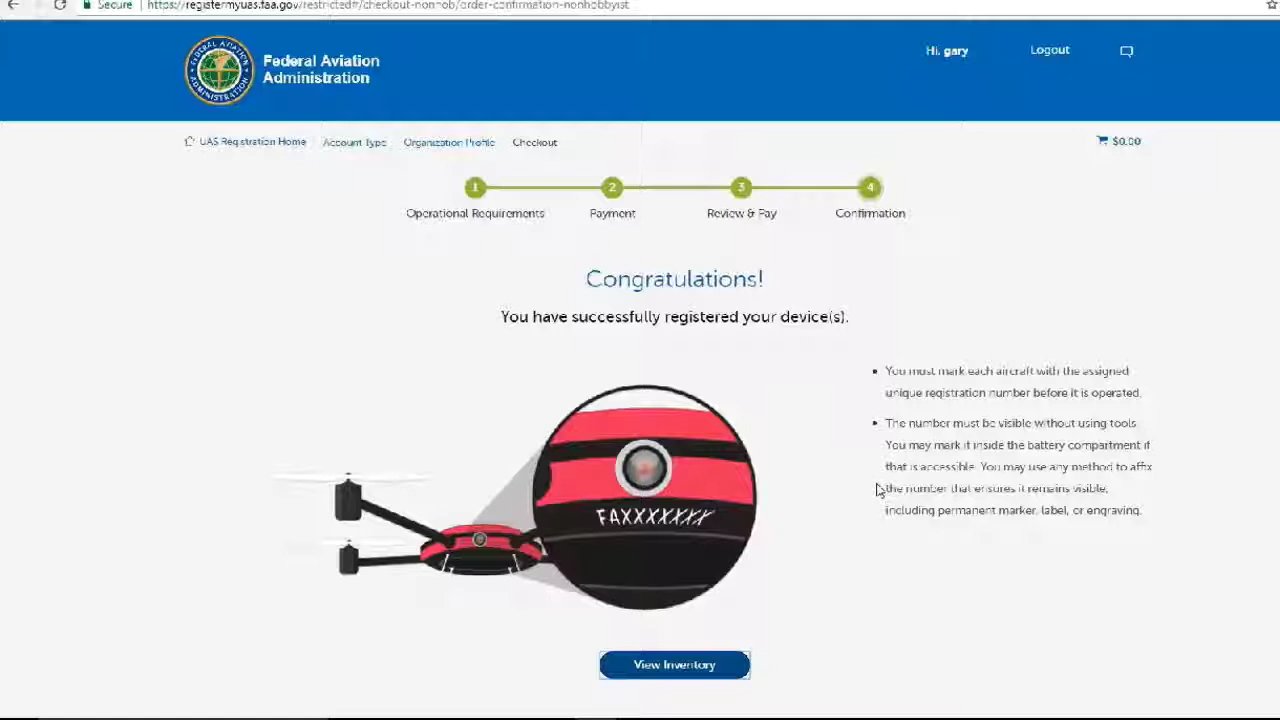 Secure https://registermyuas.faa.gov/restricted#/checkout-nonhob/order-confirmation-nonhobbyist
Federal Aviation
Administration
Hi, gary
Logout
UAS Registration Home
Account Type
Organization Profile
Checkout
$0.00
1
2
3
4
Operational Requirements
Payment
Review & Pay
Confirmation
Congratulations!
You have successfully registered your device(s).
You must mark each aircraft with the assigned
unique registration number before it is operated.
The number must be visible without using tools.
You may mark it inside the battery compartment if
that is accessible. You may use any method to affix
the number that ensures it remains visible,
including permanent marker, label, or engraving.
FAXXXXXXXX
View Inventory